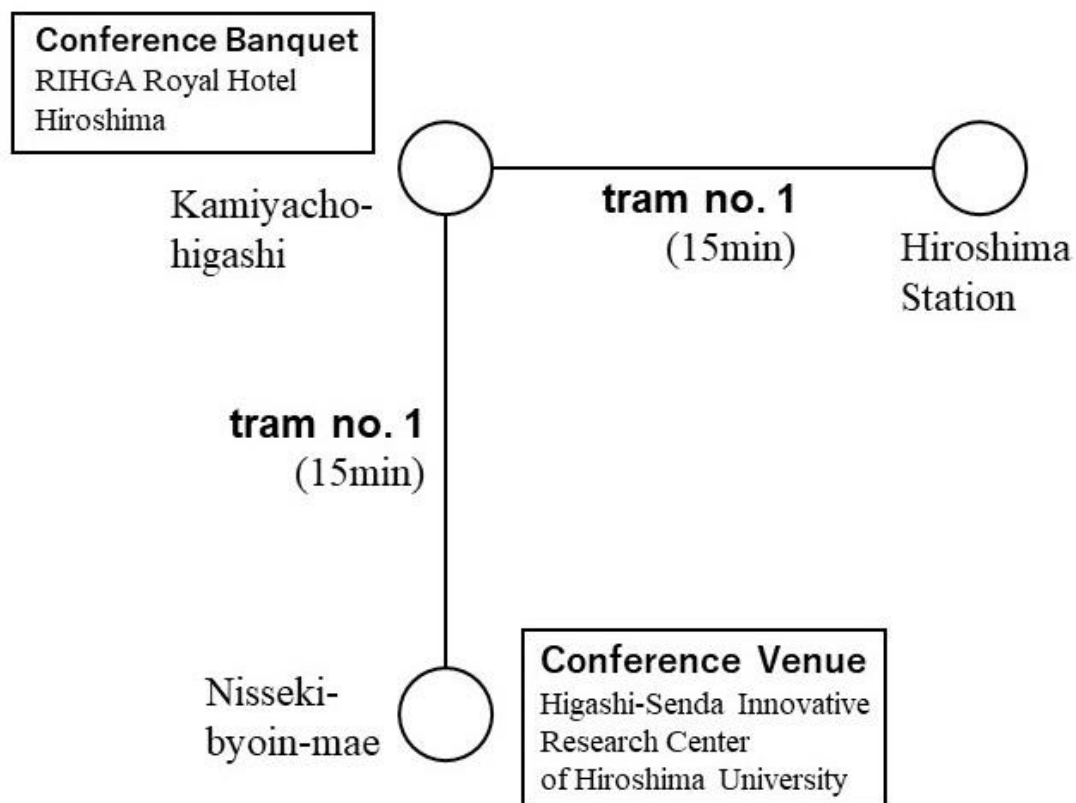 Conference Banquet
RIHGA Royal Hotel
Hiroshima
Kamiyacho-
higashi
tram no. 1
(15min)
Hiroshima
Station
tram no. 1
(15min)
Nisseki-
byoin-mae
Conference Venue
Higashi-Senda Innovative
Research Center
of Hiroshima University